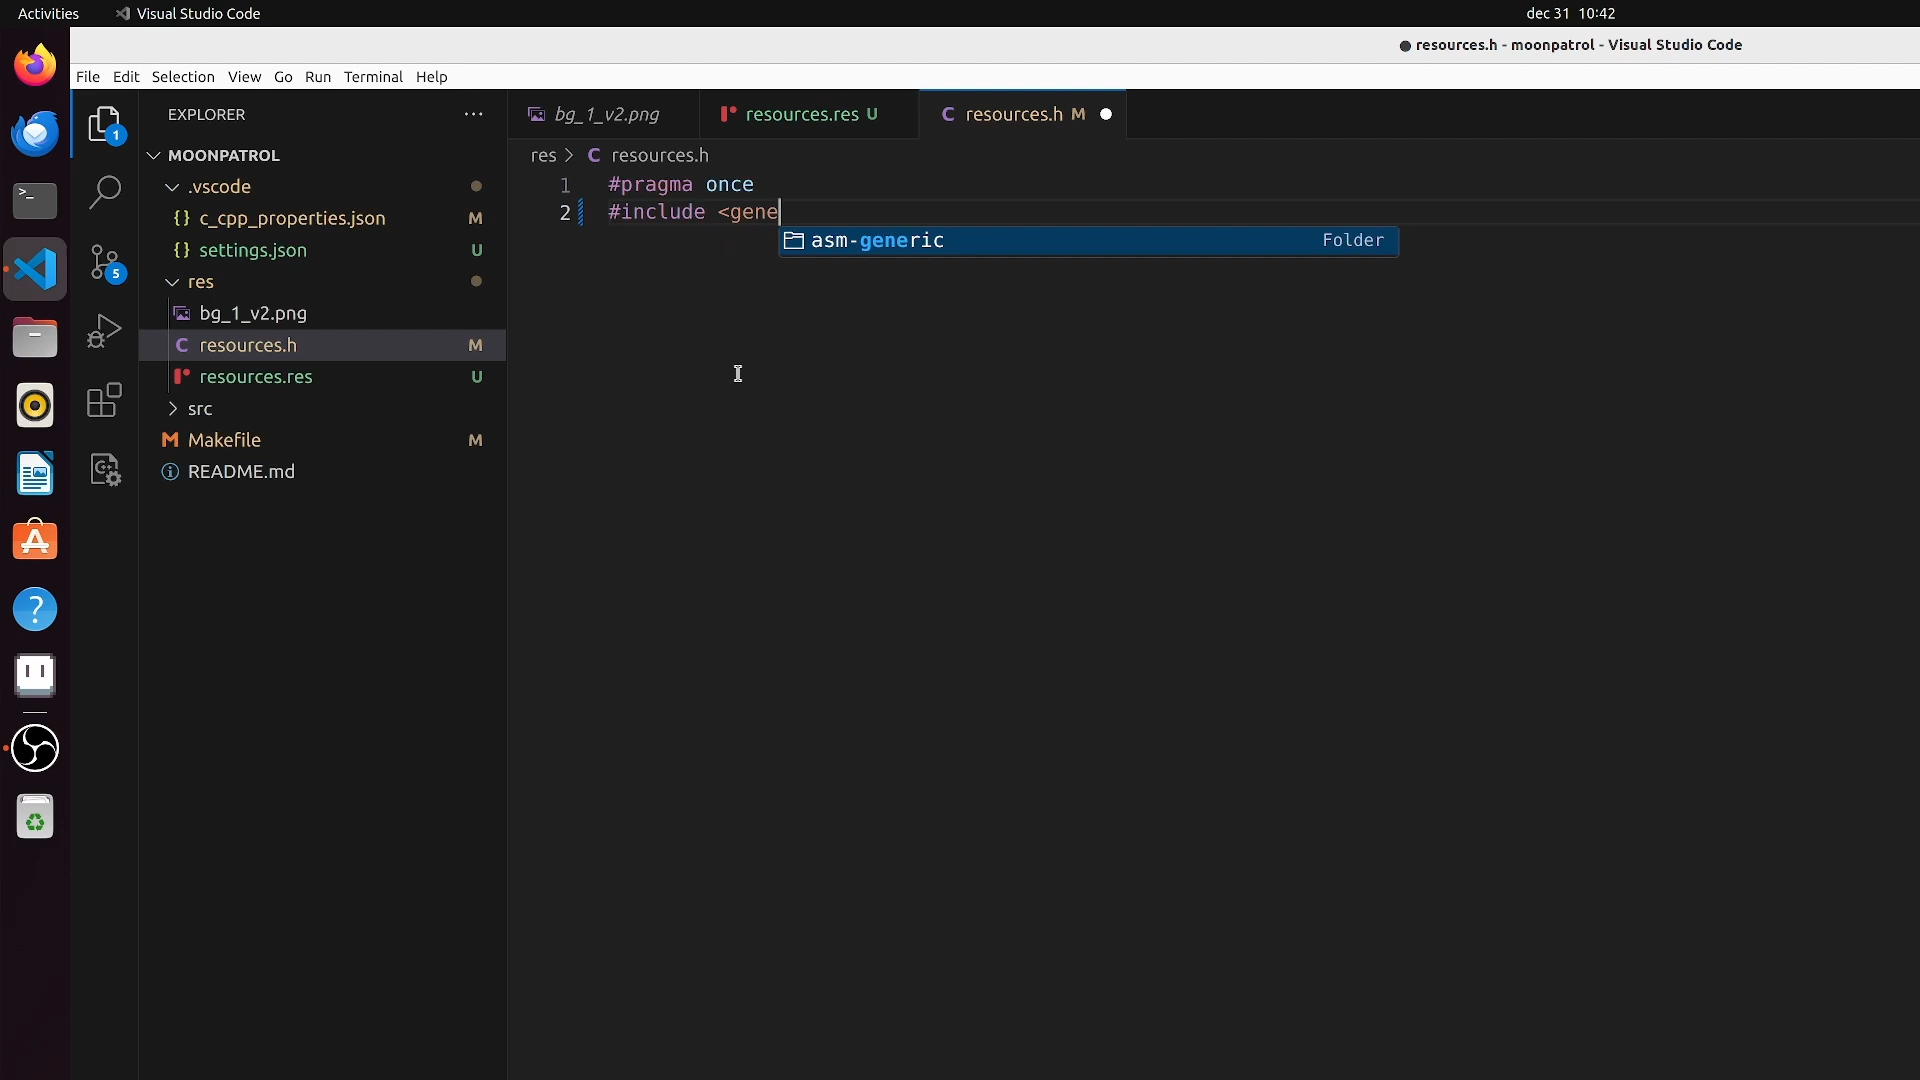 Activities
Visual Studio Code
dec 31 10:42
● resources.h - moonpatrol - Visual Studio Code
File Edit Selection View Go Run Terminal Help
EXPLORER
MOONPATROL
.vscode
{} c_cpp_properties.json M
{} settings.json U
res
bg_1_v2.png
C resources.h M
resources.res U
src
M Makefile M
README.md
1
5
bg_1_v2.png
resources.res U
C resources.h M
res > C resources.h
1 #pragma once
2 #include <gene
asm-generic Folder